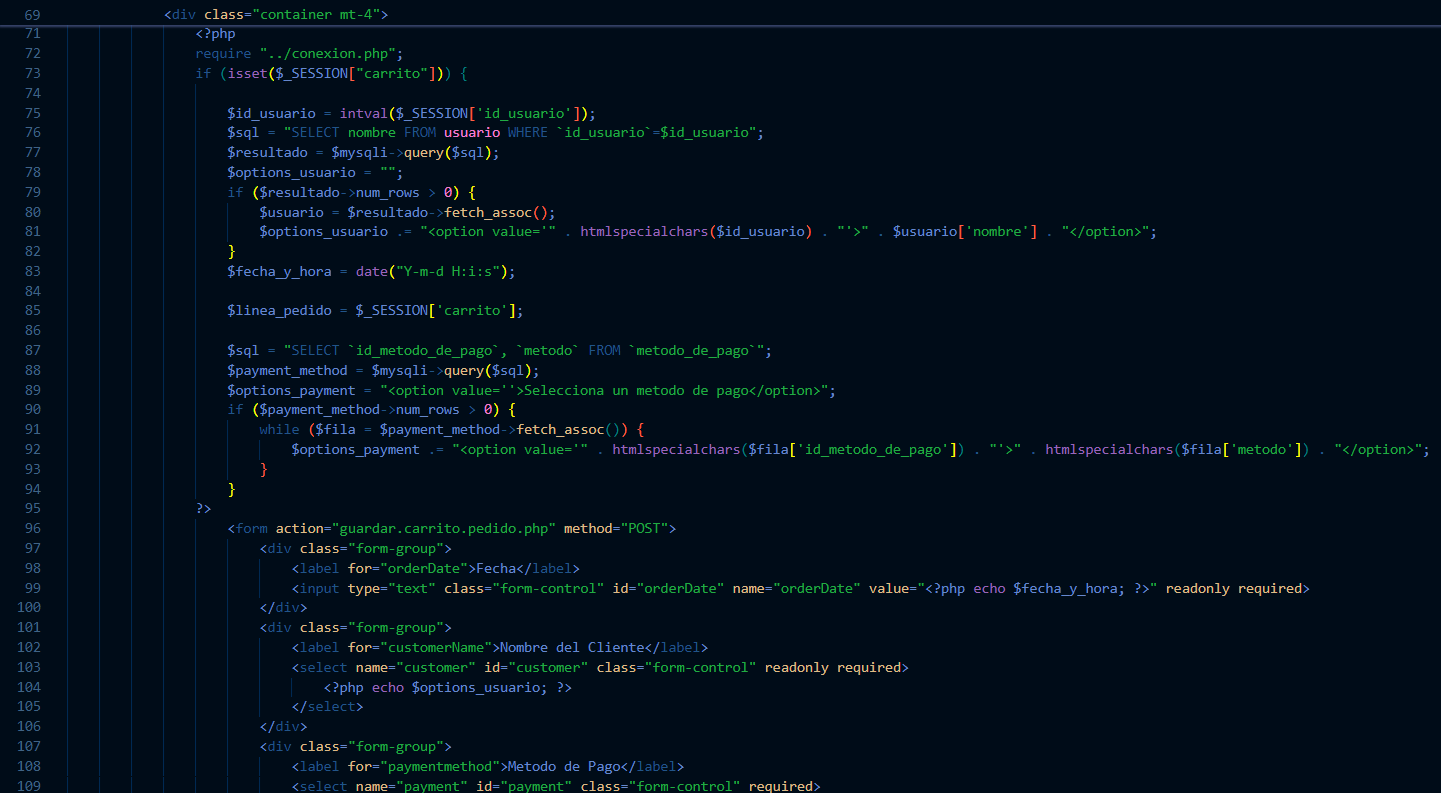 69 <div class="container mt-4">
71 <?php
72 require "../conexion.php";
73 if (isset($_SESSION["carrito"])) {
74
75 $id_usuario = intval($_SESSION['id_usuario']);
76 $sql = "SELECT nombre FROM usuario WHERE `id_usuario`=$id_usuario";
77 $resultado = $mysqli->query($sql);
78 $options_usuario = "";
79 if ($resultado->num_rows > 0) {
80 $usuario = $resultado->fetch_assoc();
81 $options_usuario .= "<option value='" . htmlspecialchars($id_usuario) . "'>" . $usuario['nombre'] . "</option>";
82 }
83 $fecha_y_hora = date("Y-m-d H:i:s");
84
85 $linea_pedido = $_SESSION['carrito'];
86
87 $sql = "SELECT `id_metodo_de_pago`, `metodo` FROM `metodo_de_pago`";
88 $payment_method = $mysqli->query($sql);
89 $options_payment = "<option value=''>Selecciona un metodo de pago</option>";
90 if ($payment_method->num_rows > 0) {
91 while ($fila = $payment_method->fetch_assoc()) {
92 $options_payment .= "<option value='" . htmlspecialchars($fila['id_metodo_de_pago']) . "'>" . htmlspecialchars($fila['metodo']) . "</option>";
93 }
94 }
95 ?>
96 <form action="guardar.carrito.pedido.php" method="POST">
97 <div class="form-group">
98 <label for="orderDate">Fecha</label>
99 <input type="text" class="form-control" id="orderDate" name="orderDate" value="<?php echo $fecha_y_hora; ?>" readonly required>
100 </div>
101 <div class="form-group">
102 <label for="customerName">Nombre del Cliente</label>
103 <select name="customer" id="customer" class="form-control" readonly required>
104 <?php echo $options_usuario; ?>
105 </select>
106 </div>
107 <div class="form-group">
108 <label for="paymentmethod">Metodo de Pago</label>
109 <select name="payment" id="payment" class="form-control" required>